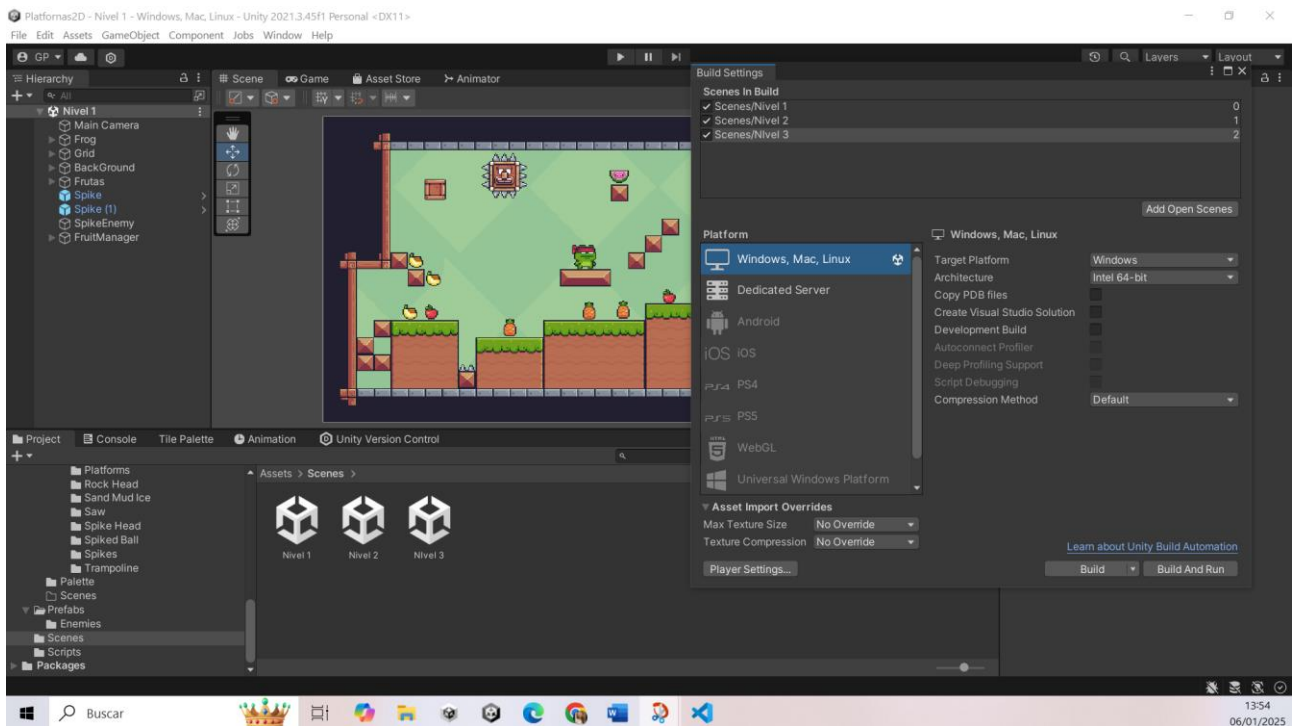 Platfornas2D - Nivel 1 - Windows, Mac, Linux - Unity 2021.3.45f1 Personal <DX11>
File Edit Assets GameObject Component Jobs Window Help
GP
Layers
Layout
Hierarchy
All
Nivel 1
Main Camera
Frog
Grid
BackGround
Frutas
Spike
Spike (1)
SpikeEnemy
FruitManager
Scene Game Asset Store Animator
Build Settings
Scenes In Build
Scenes/Nivel 1 0
Scenes/Nivel 2 1
Scenes/NIvel 3 2
Add Open Scenes
Platform
Windows, Mac, Linux
Dedicated Server
Android
iOS iOS
PS4 PS4
PS5 PS5
HTML 5 WebGL
Universal Windows Platform
Windows, Mac, Linux
Target Platform Windows
Architecture Intel 64-bit
Copy PDB files
Create Visual Studio Solution
Development Build
Autoconnect Profiler
Deep Profiling Support
Script Debugging
Compression Method Default
Asset Import Overrides
Max Texture Size No Override
Texture Compression No Override
Learn about Unity Build Automation
Player Settings...
Build
Build And Run
Project Console Tile Palette Animation Unity Version Control
Platforms
Rock Head
Sand Mud Ice
Saw
Spike Head
Spiked Ball
Spikes
Trampoline
Palette
Scenes
Prefabs
Enemies
Scenes
Scripts
Packages
Assets > Scenes >
Nivel 1 Nivel 2 NIvel 3
Buscar
13:54
06/01/2025